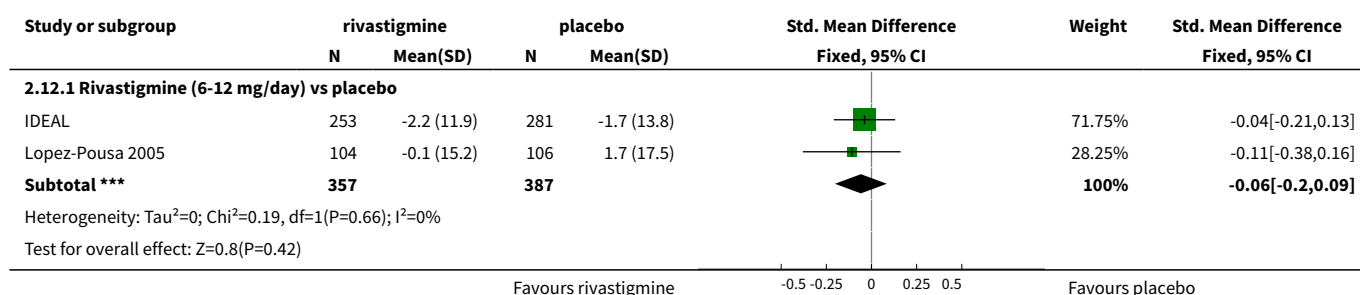 Study or subgroup rivastigmine placebo Std. Mean Difference Weight Std. Mean Difference
N Mean(SD) N Mean(SD) Fixed, 95% CI Fixed, 95% CI
2.12.1 Rivastigmine (6-12 mg/day) vs placebo
IDEAL 253 -2.2 (11.9) 281 -1.7 (13.8) 71.75% -0.04[-0.21,0.13]
Lopez-Pousa 2005 104 -0.1 (15.2) 106 1.7 (17.5) 28.25% -0.11[-0.38,0.16]
Subtotal *** 357 387 100% -0.06[-0.2,0.09]
Heterogeneity: Tau²=0; Chi²=0.19, df=1(P=0.66); I²=0%
Test for overall effect: Z=0.8(P=0.42)
Favours rivastigmine -0.5 -0.25 0 0.25 0.5 Favours placebo